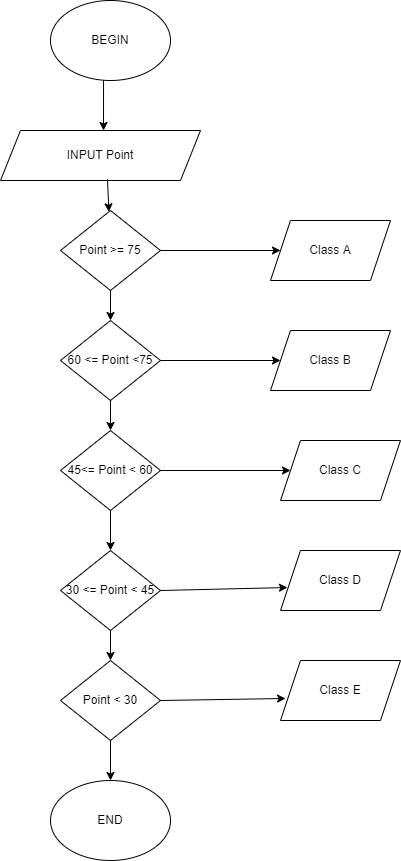 BEGIN
INPUT Point
Point >= 75
Class A
60 <= Point <75
Class B
45<= Point < 60
Class C
30 <= Point < 45
Class D
Point < 30
Class E
END